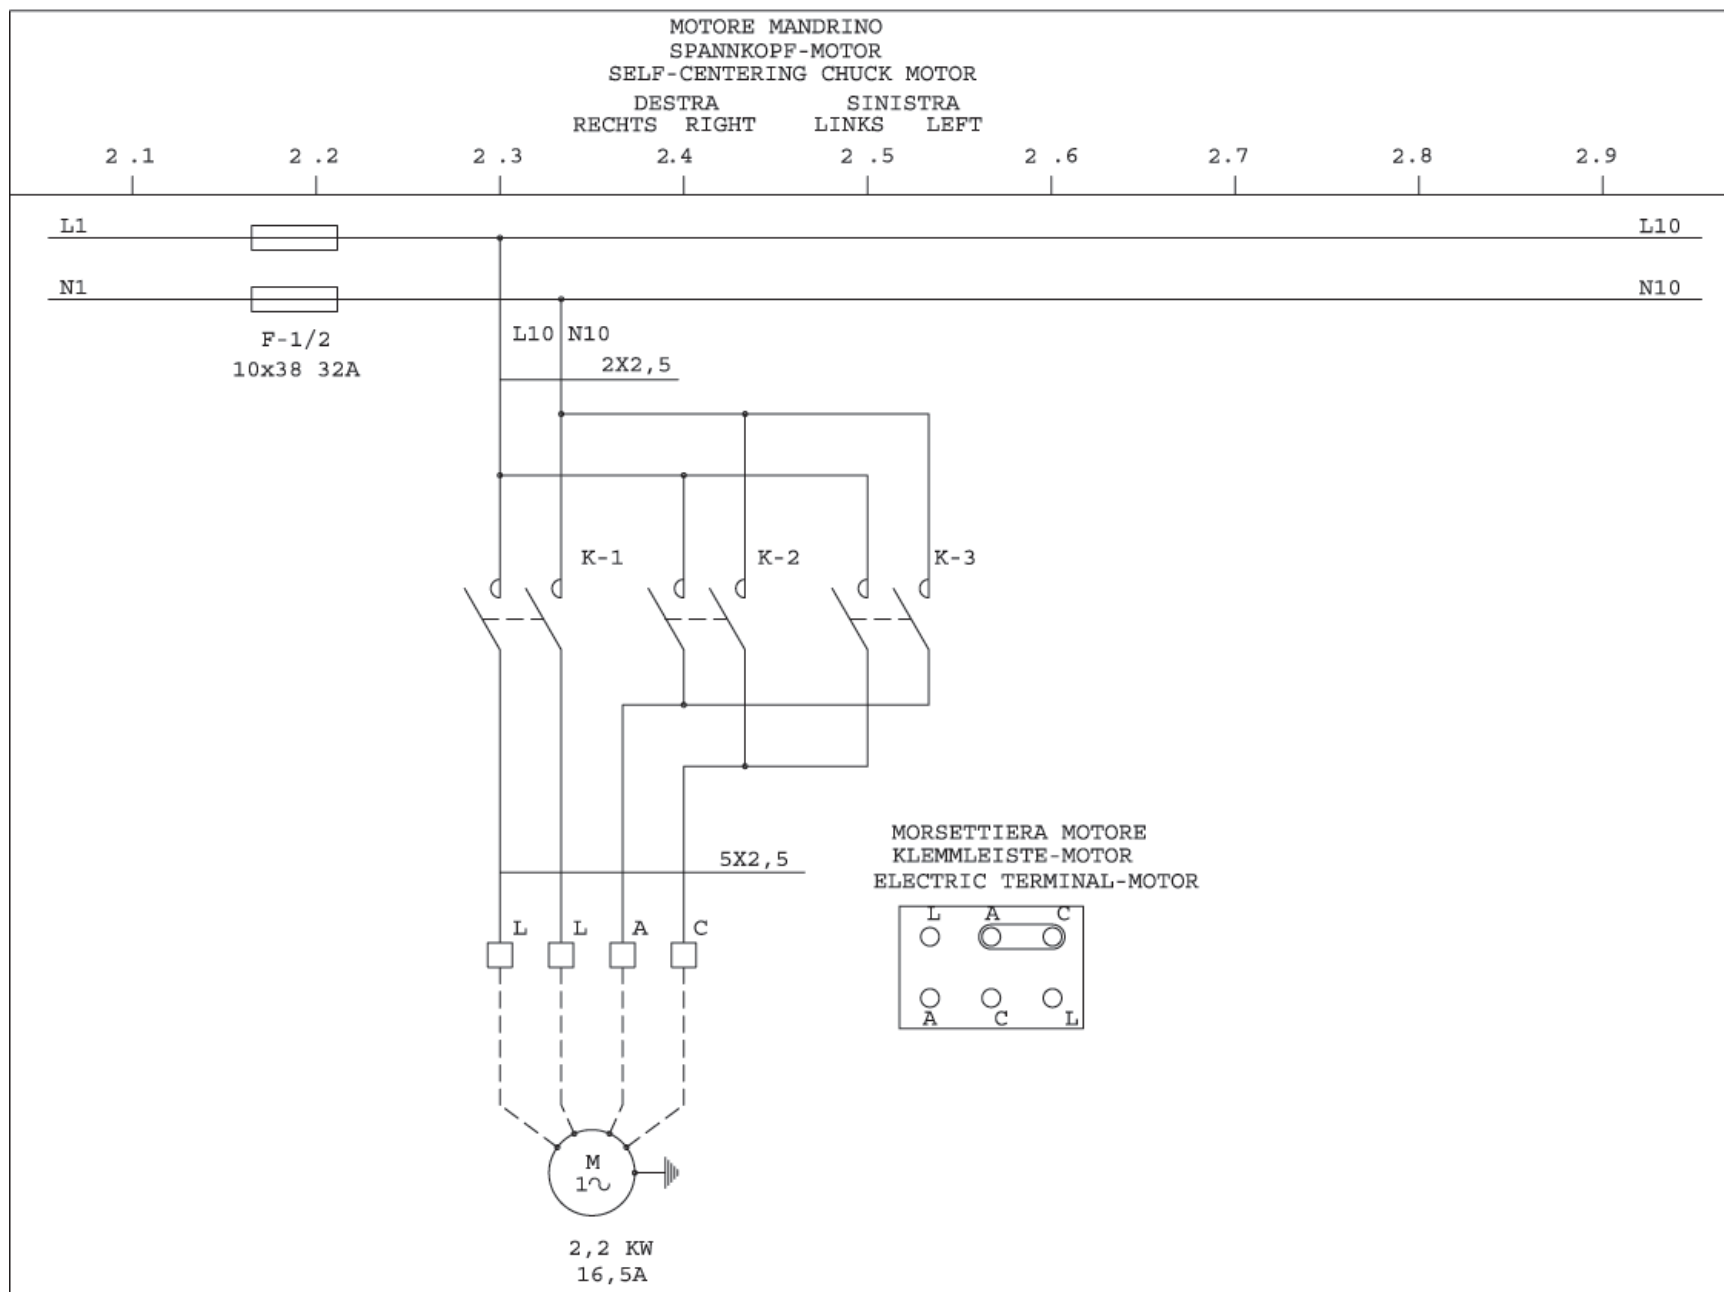 MOTORE MANDRINO
SPANNKOPF-MOTOR
SELF-CENTERING CHUCK MOTOR
DESTRA SINISTRA
RECHTS RIGHT LINKS LEFT
2 .1 2 .2 2 .3 2.4 2 .5 2 .6 2.7 2.8 2.9
L1 L10
N1 N10
F-1/2
10x38 32A
L10 N10
2X2,5
K-1 K-2 K-3
5X2,5
L L A C
MORSETTIERA MOTORE
KLEMMLEISTE-MOTOR
ELECTRIC TERMINAL-MOTOR
L A C
A C L
M
1~
2,2 KW
16,5A